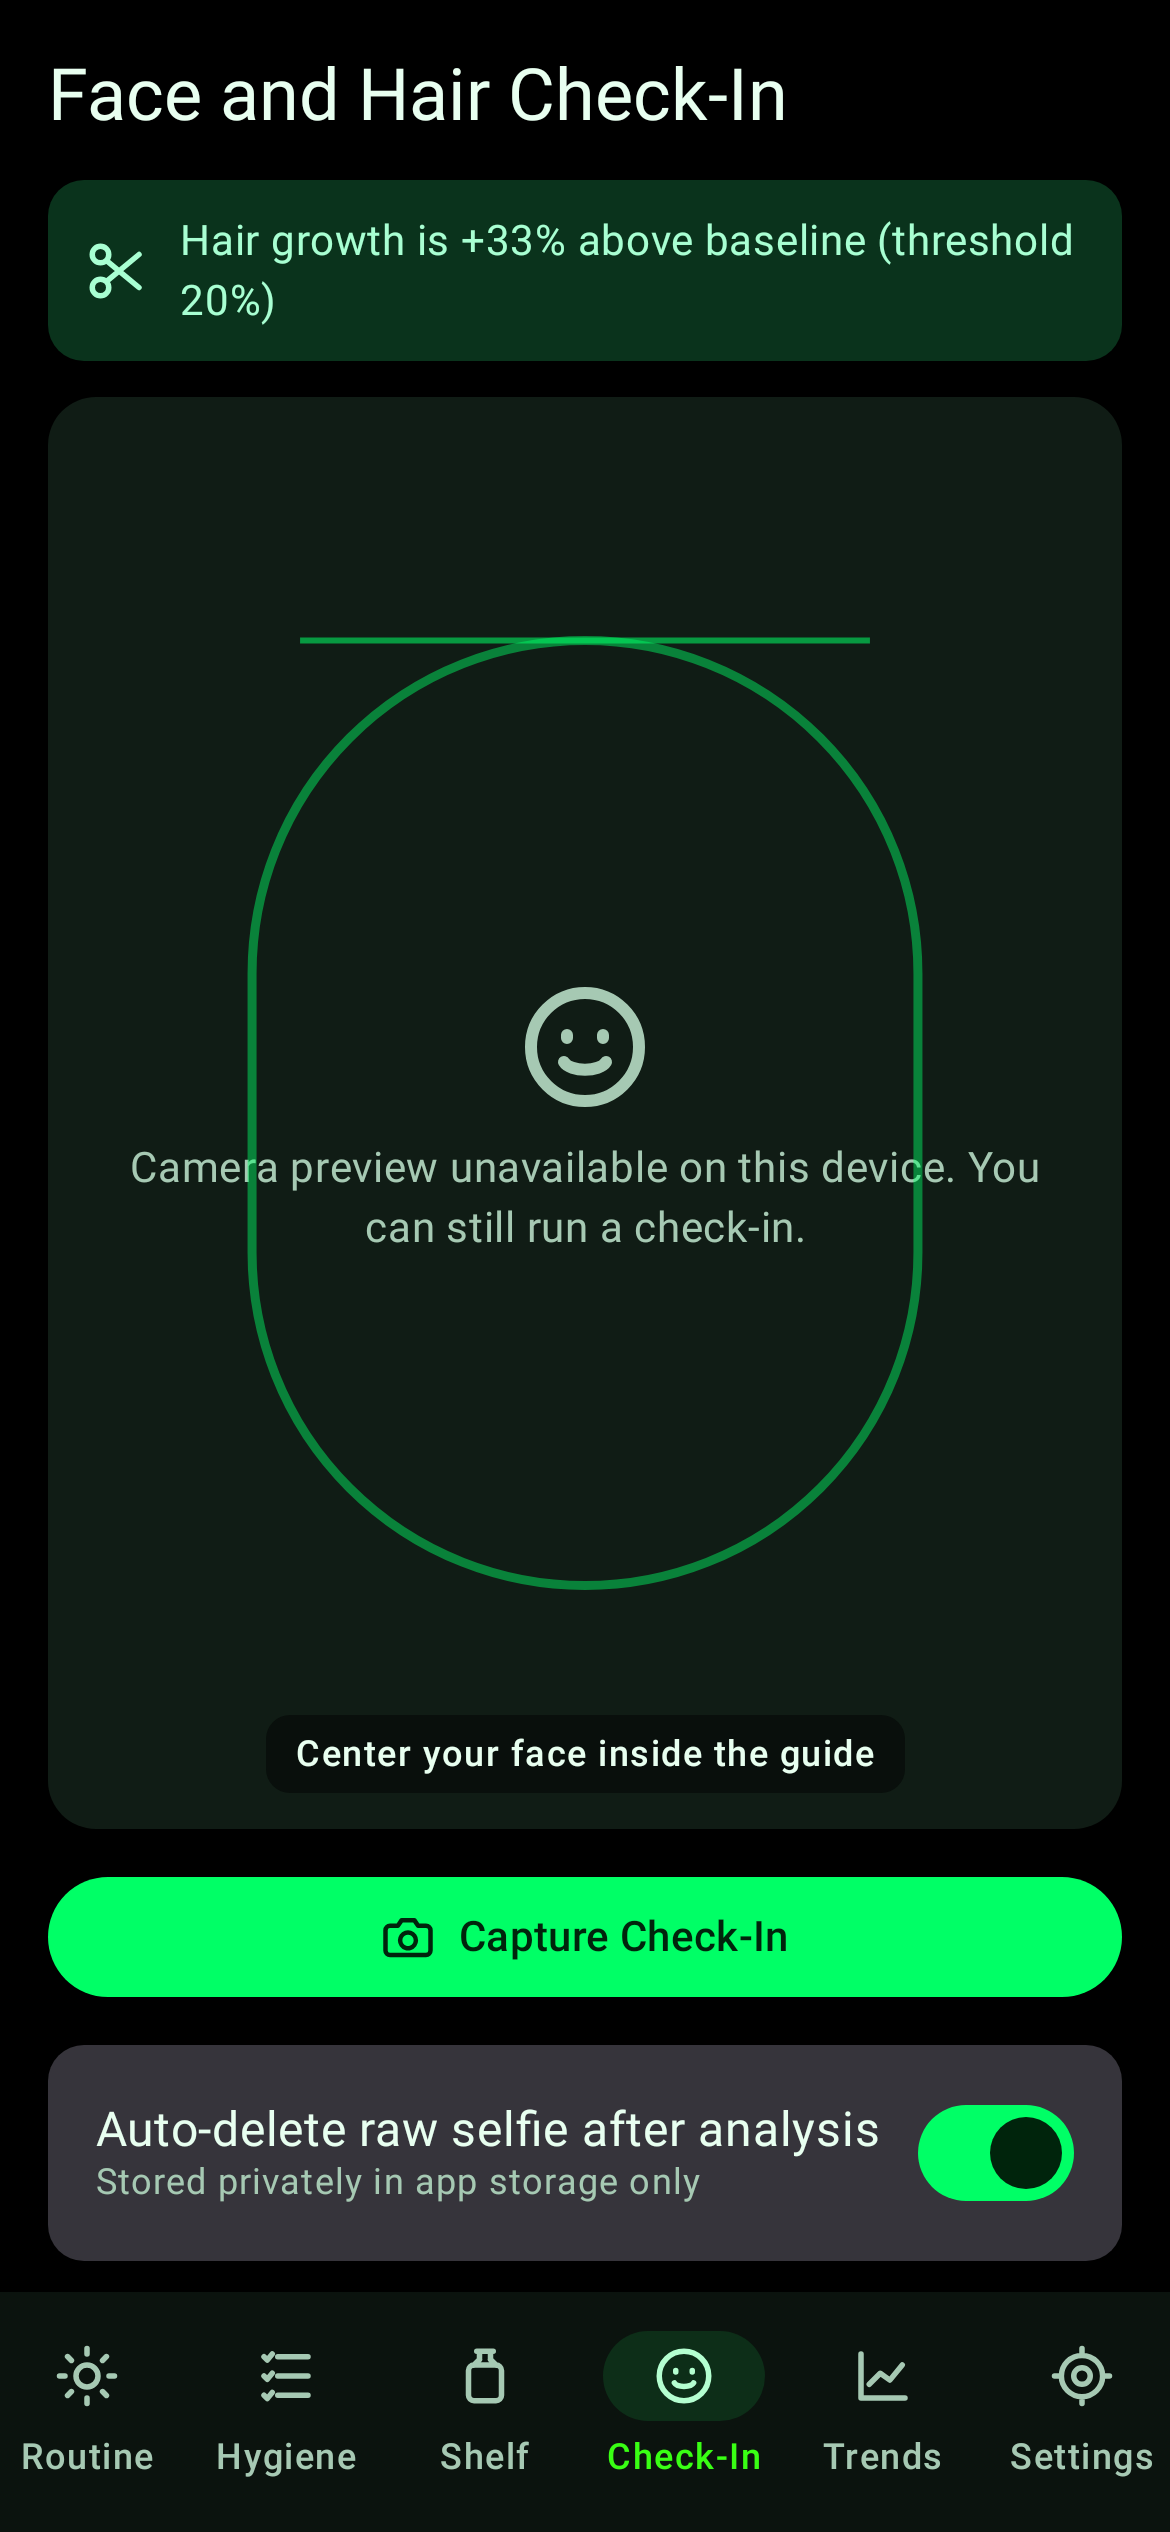 Face and Hair Check-In
Hair growth is +33% above baseline (threshold
20%)
Camera preview unavailable on this device. You
can still run a check-in.
Center your face inside the guide
Capture Check-In
Auto-delete raw selfie after analysis
Stored privately in app storage only
Routine
Hygiene
Shelf
Check-In
Trends
Settings